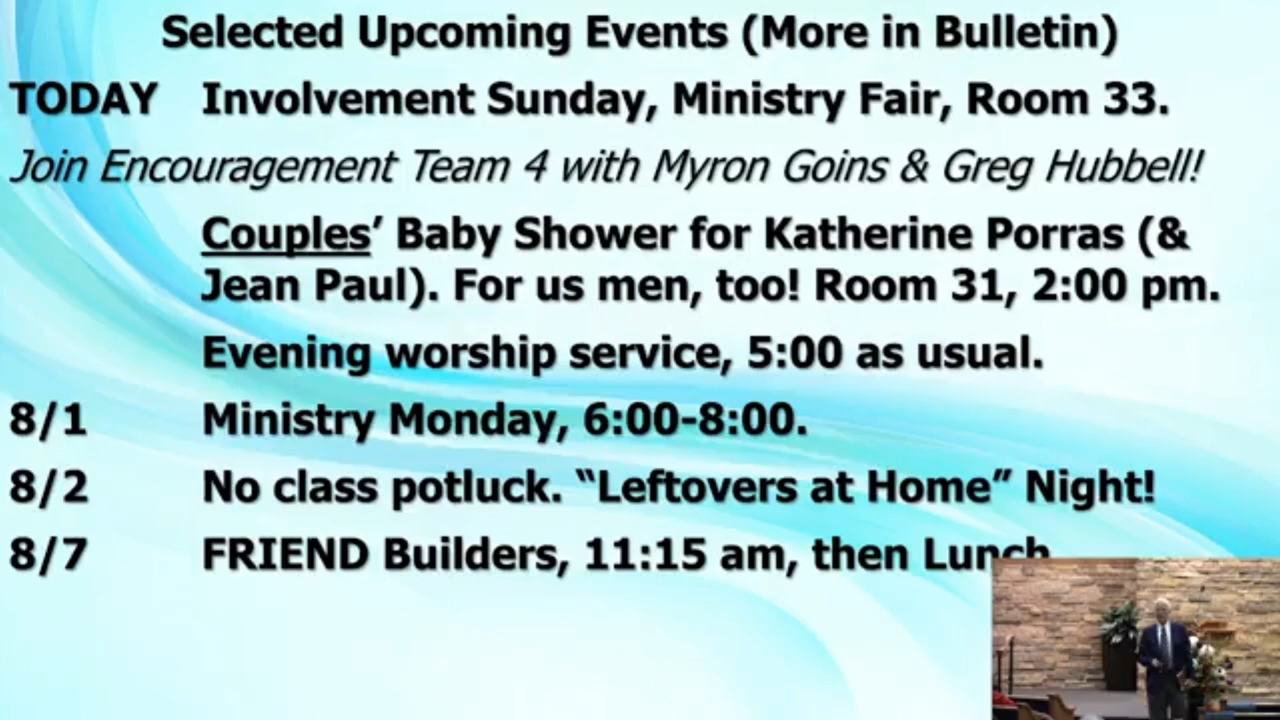 Selected Upcoming Events (More in Bulletin)
TODAY Involvement Sunday, Ministry Fair, Room 33.
Join Encouragement Team 4 with Myron Goins & Greg Hubbell!
Couples’ Baby Shower for Katherine Porras (&
Jean Paul). For us men, too! Room 31, 2:00 pm.
Evening worship service, 5:00 as usual.
8/1 Ministry Monday, 6:00-8:00.
8/2 No class potluck. “Leftovers at Home” Night!
8/7 FRIEND Builders, 11:15 am, then Lunch